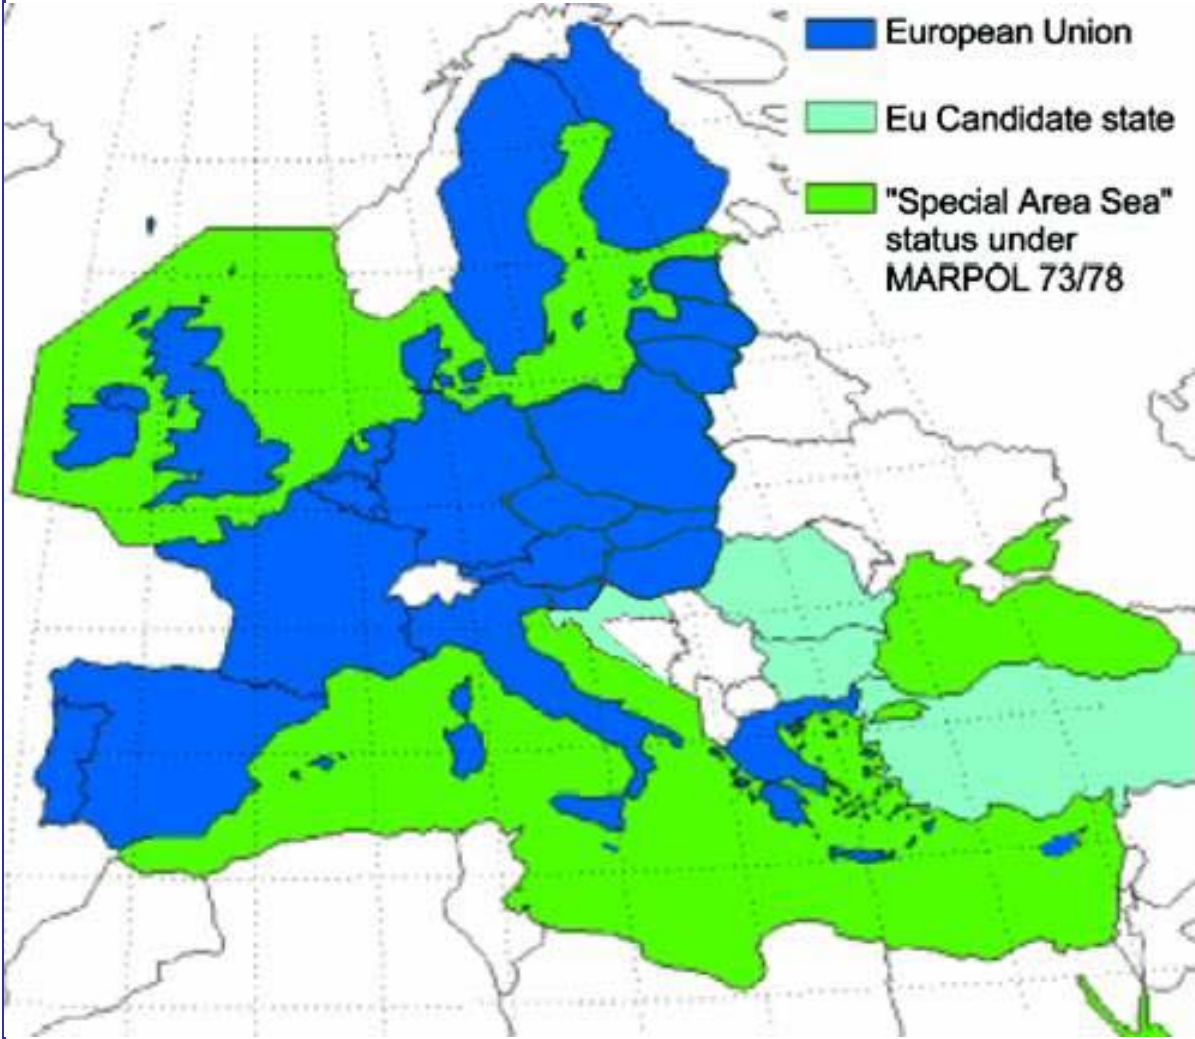 European Union
Eu Candidate state
"Special Area Sea"
status under
MARPOL 73/78